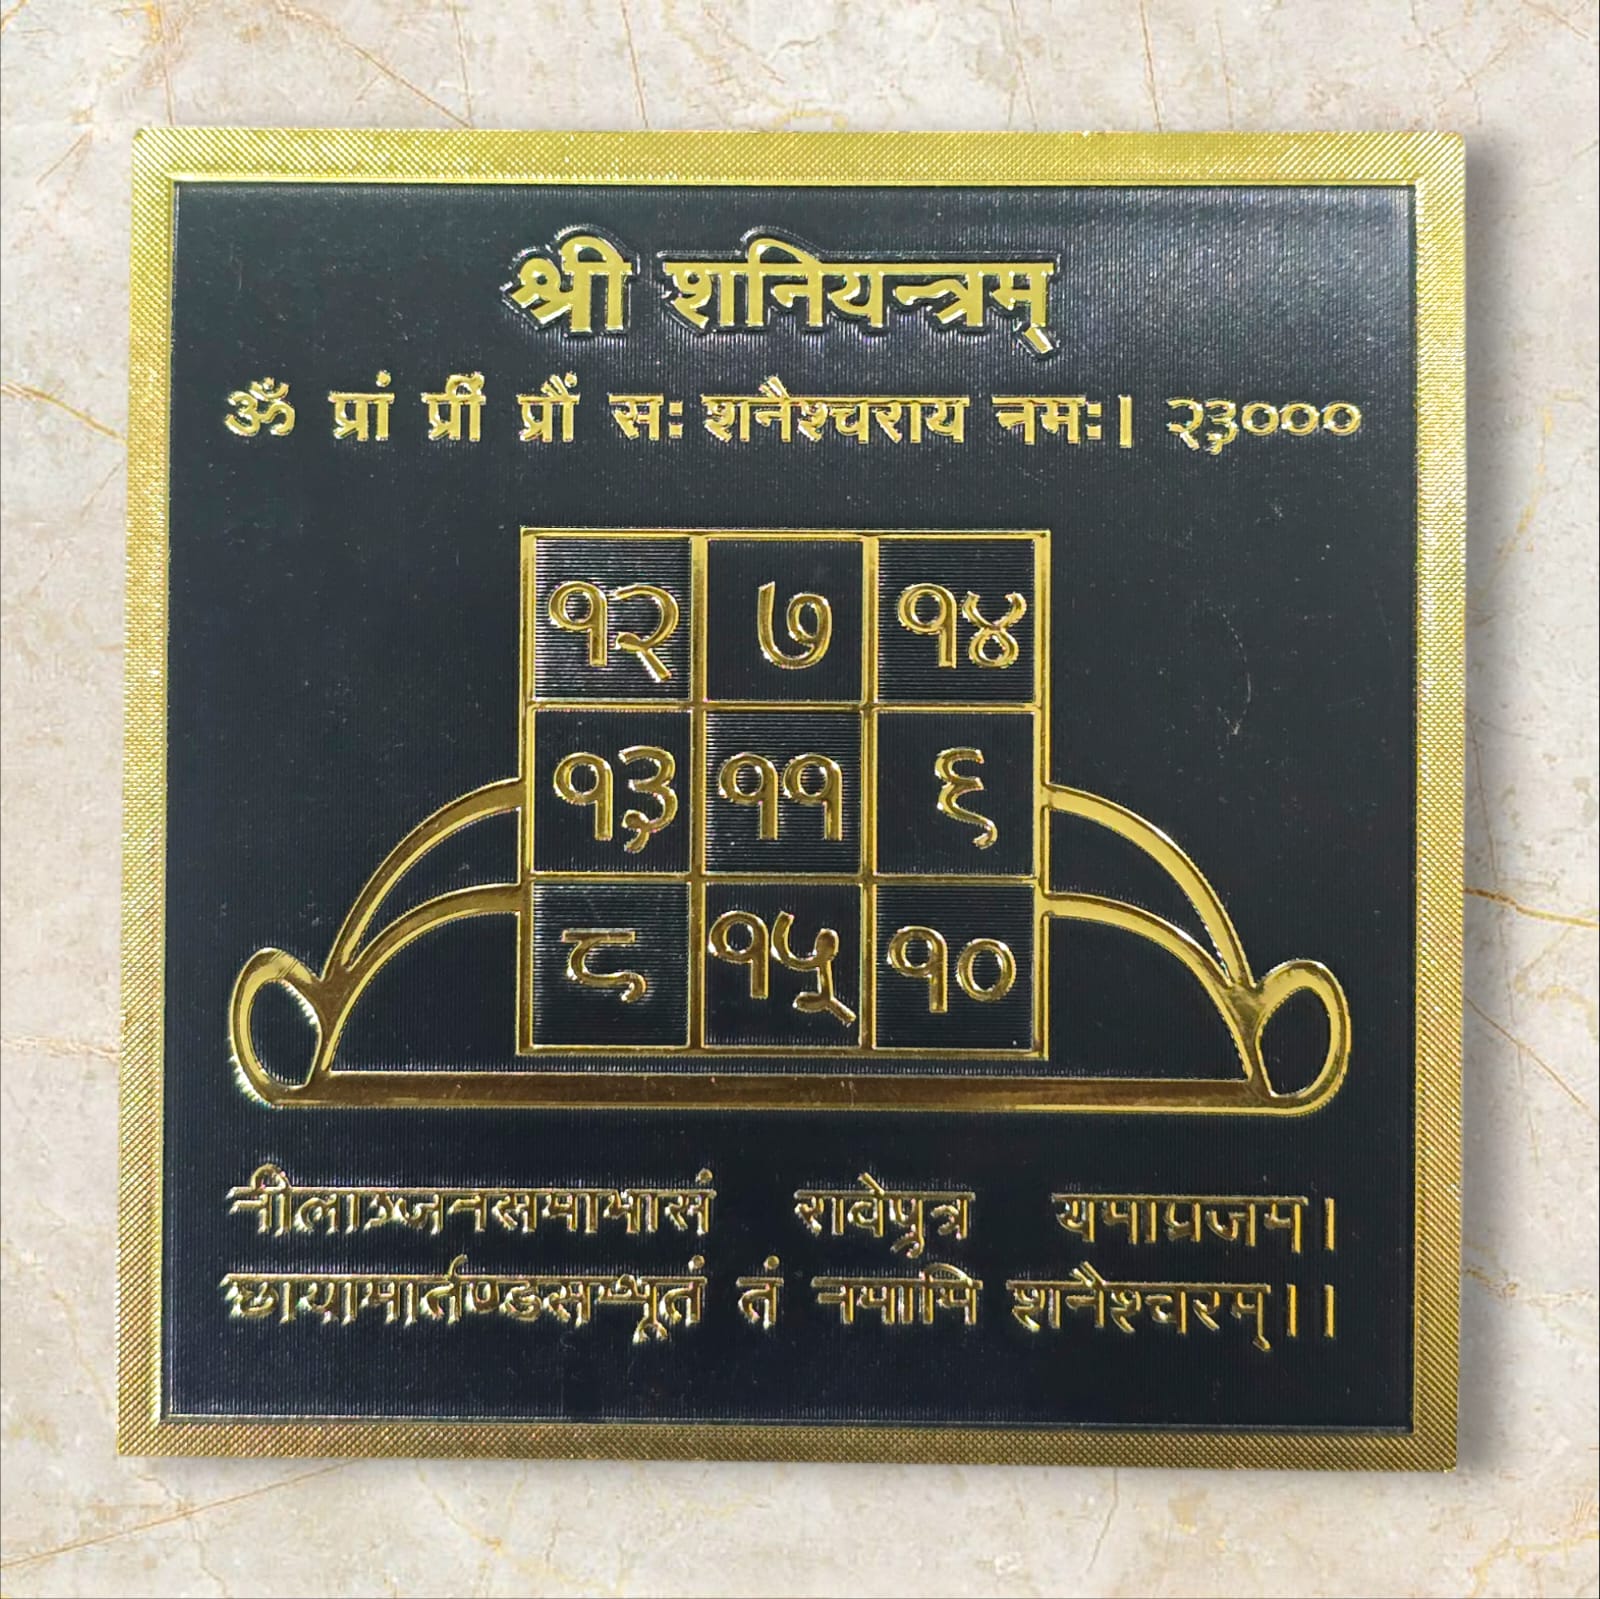 श्री शनियन्त्रम्
ॐ प्रां प्रीं प्रौं सः शनैश्चराय नमः। २३०००
१२ ७ १४
१३ ११ ६
८ १५ १०
नीलाञ्जनसमाभासं रविपुत्र यमाग्रजम।
छायामार्तण्डसम्भूतं तं नमामि शनैश्चरम्।।